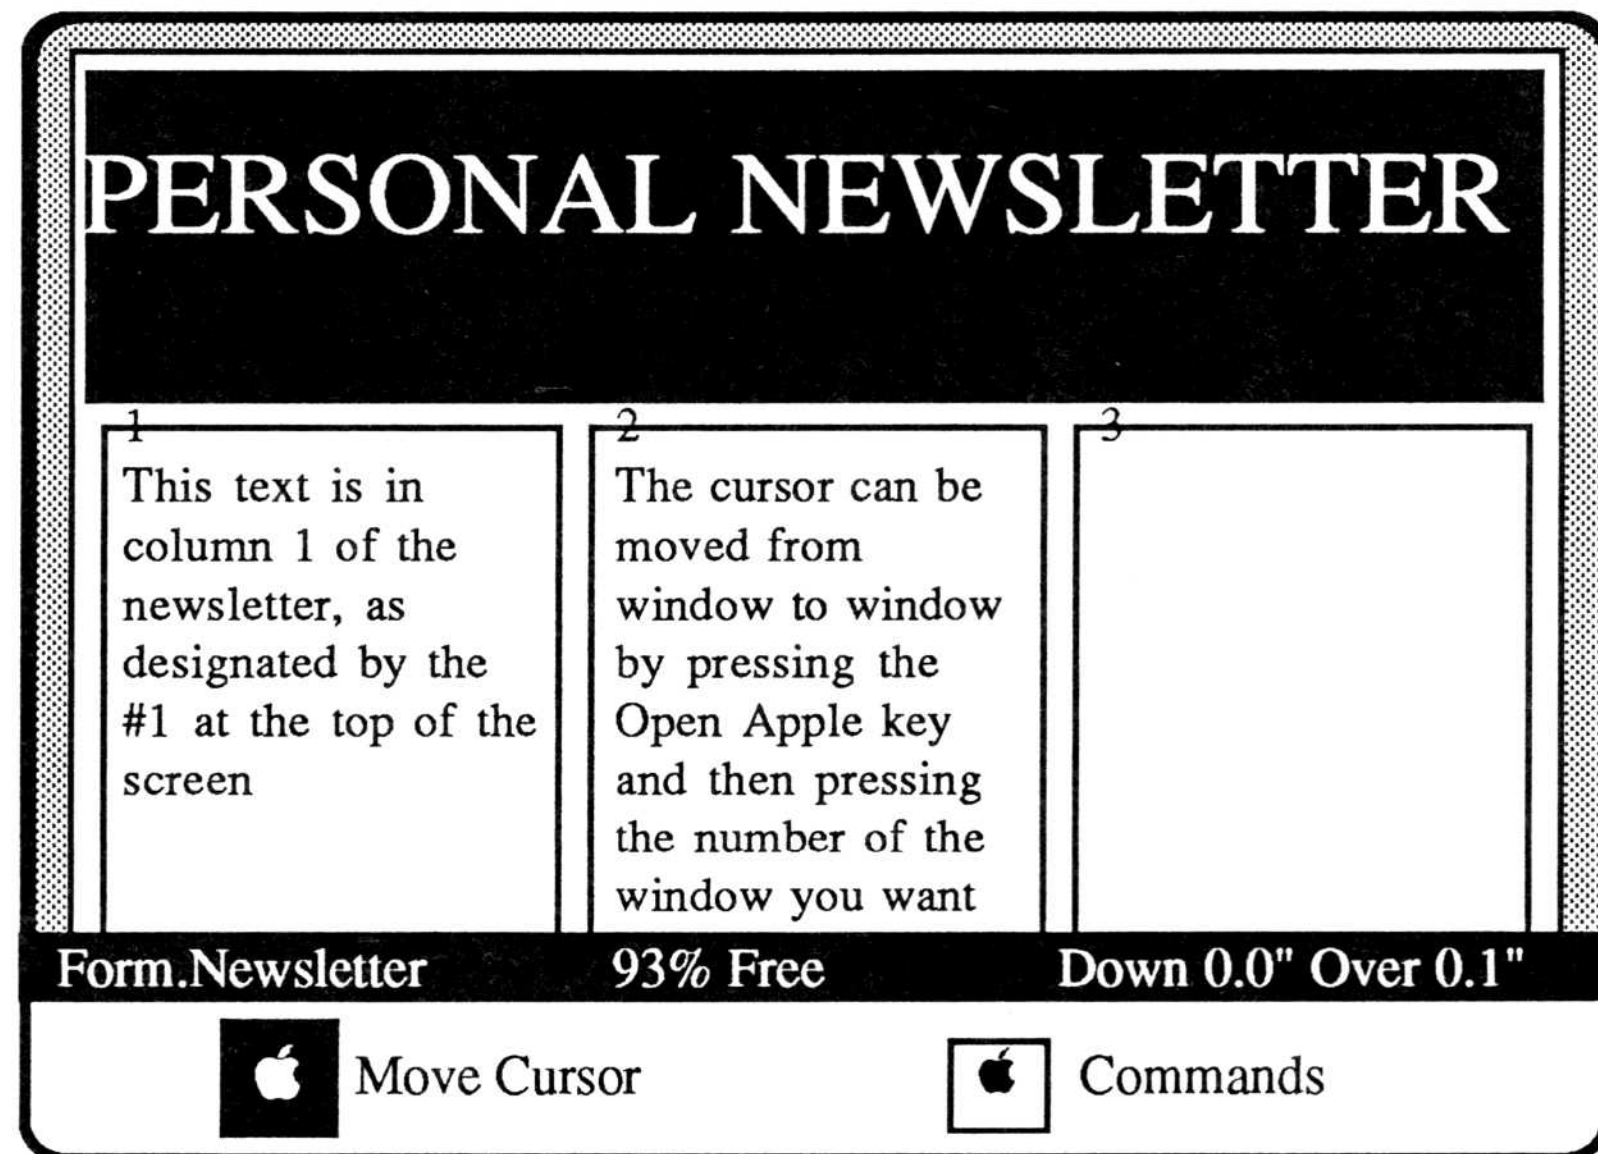 PERSONAL NEWSLETTER
1
This text is in
column 1 of the
newsletter, as
designated by the
#1 at the top of the
screen
2
The cursor can be
moved from
window to window
by pressing the
Open Apple key
and then pressing
the number of the
window you want
3
Form.Newsletter 93% Free Down 0.0" Over 0.1"
Move Cursor Commands